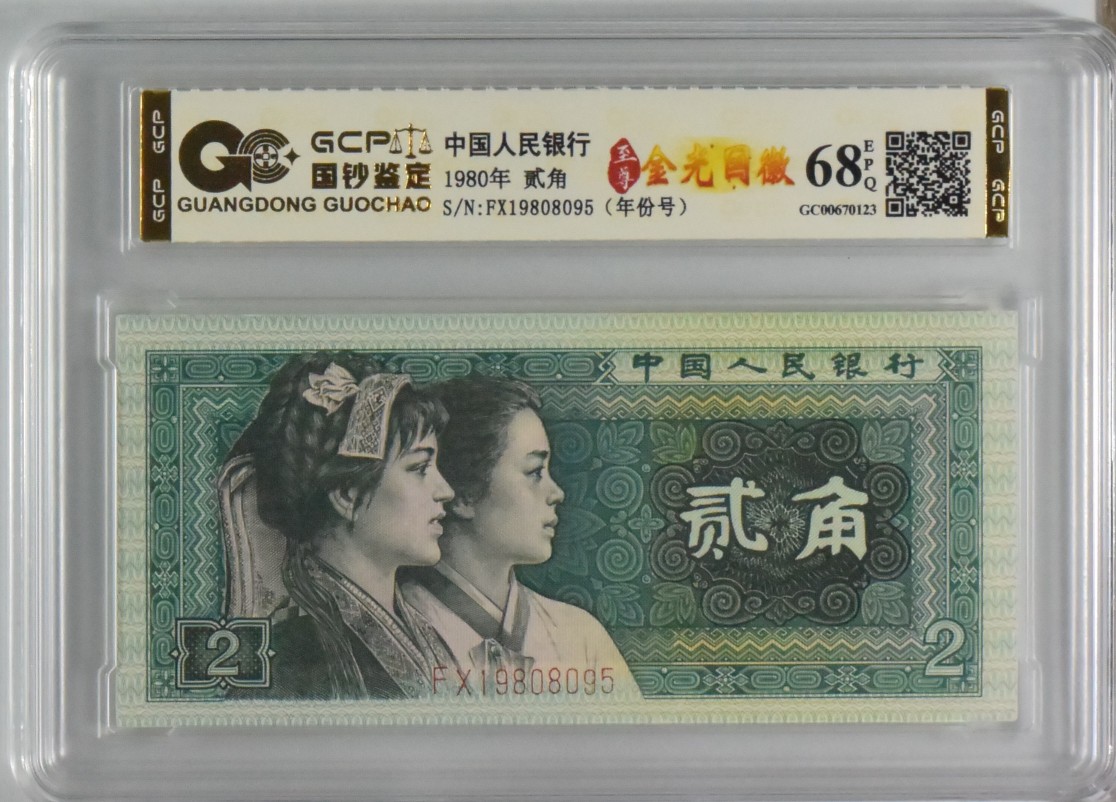 GCP
GCP
GCP
国钞鉴定
GUANGDONG GUOCHAO
中国人民银行
1980年 贰角
S/N:FX19808095（年份号）
至尊
金光国徽
68
EPQ
GC00670123
GCP
GCP
中国人民银行
贰角
2
2
FX19808095